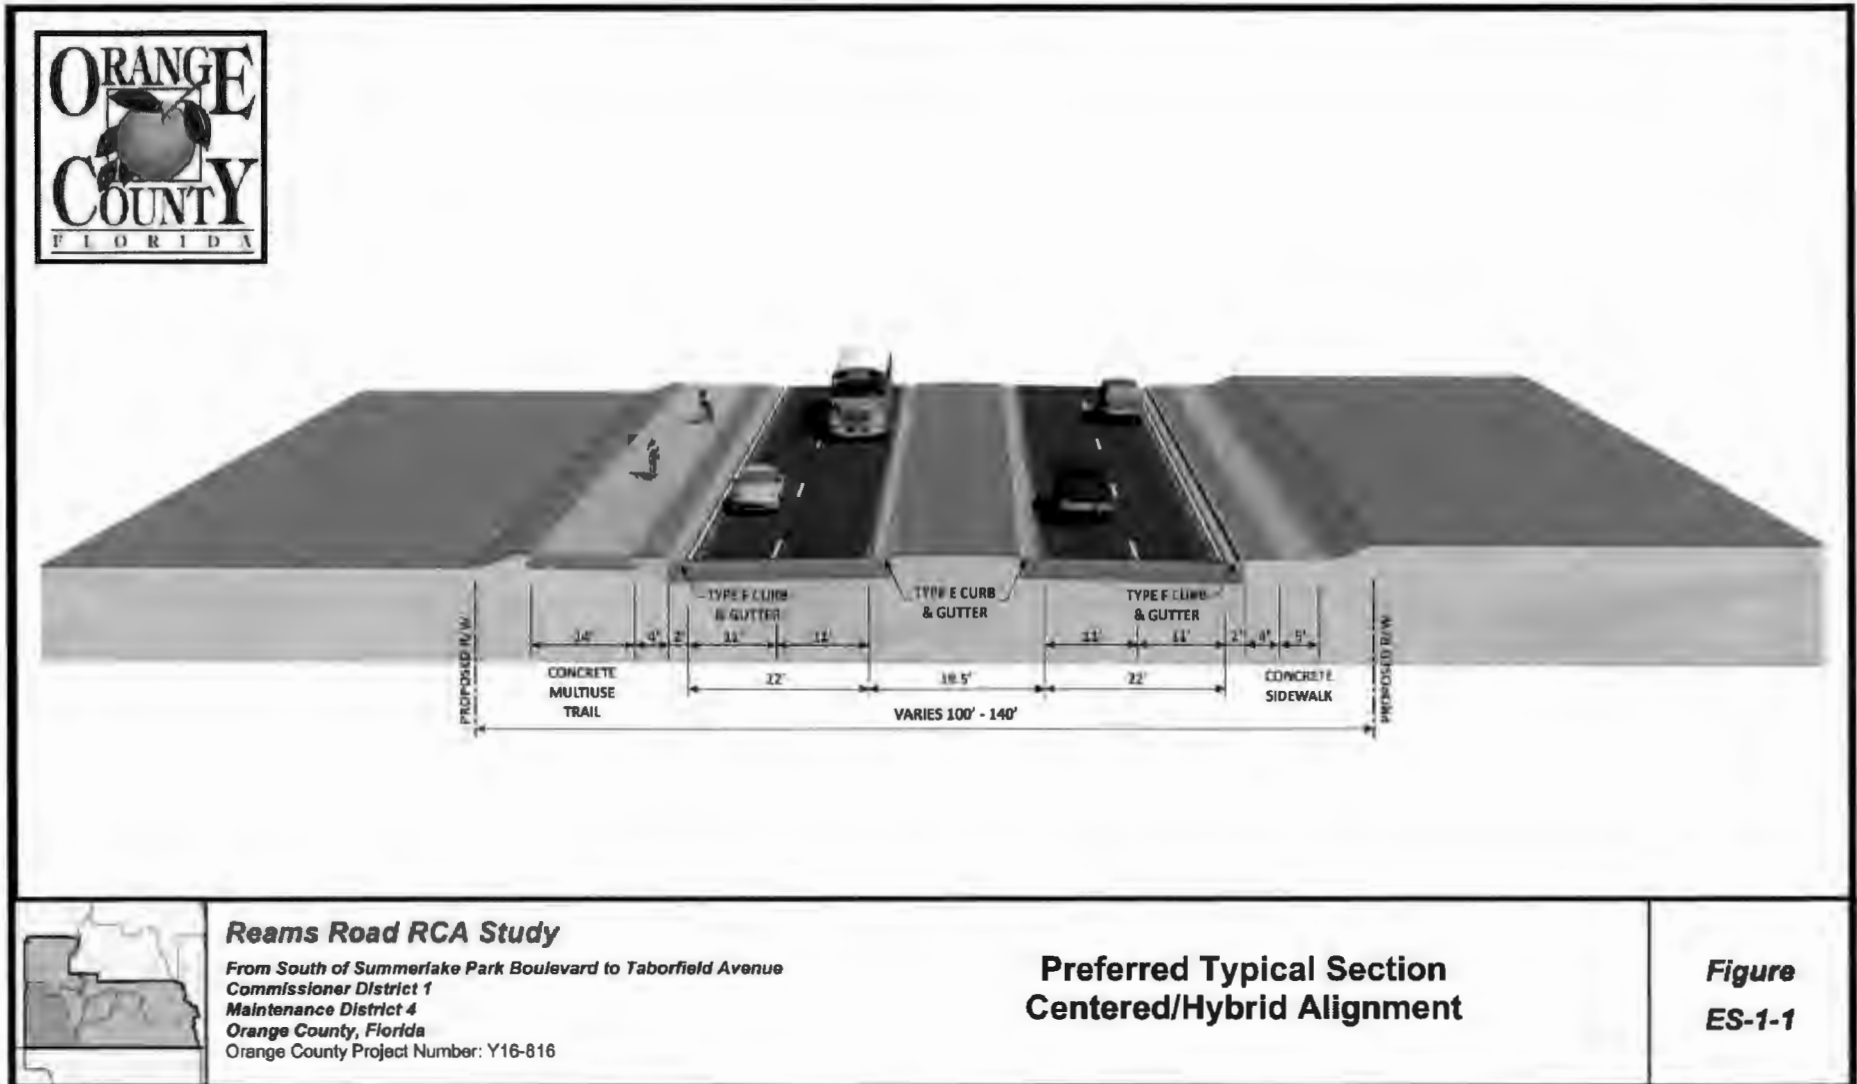 ORANGE
COUNTY
FLORIDA
TYPE F CURB
& GUTTER
TYPE E CURB
& GUTTER
TYPE F CURB
& GUTTER
PROPOSED R/W
14' 4' 2' 11' 11' 11' 11' 2' 4' 5'
PROPOSED R/W
CONCRETE
MULTIUSE
TRAIL
22' 22'
CONCRETE
SIDEWALK
VARIES 100' - 140'
Reams Road RCA Study
From South of Summerlake Park Boulevard to Taborfield Avenue
Commissioner District 1
Maintenance District 4
Orange County, Florida
Orange County Project Number: Y16-816
Preferred Typical Section
Centered/Hybrid Alignment
Figure
ES-1-1